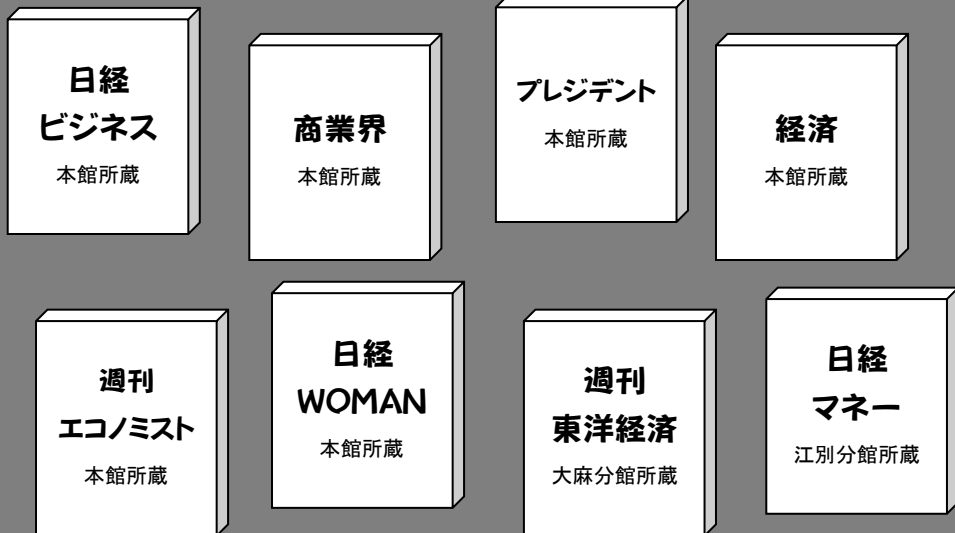 日経
ビジネス
本館所蔵
商業界
本館所蔵
プレジデント
本館所蔵
経済
本館所蔵
週刊
エコノミスト
本館所蔵
日経
WOMAN
本館所蔵
週刊
東洋経済
大麻分館所蔵
日経
マネー
江別分館所蔵